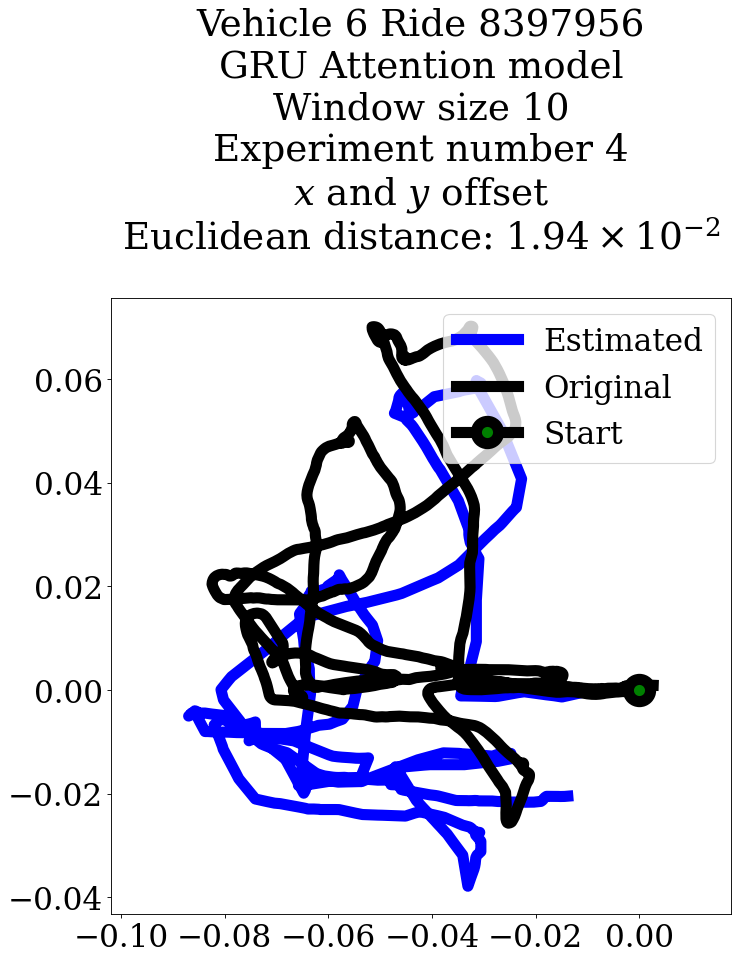 Vehicle 6 Ride 8397956
GRU Attention model
Window size 10
Experiment number 4
x and y offset
Euclidean distance: 1.94 × 10⁻²
Estimated
Original
Start
0.06
0.04
0.02
0.00
−0.02
−0.04
−0.10 −0.08 −0.06 −0.04 −0.02 0.00